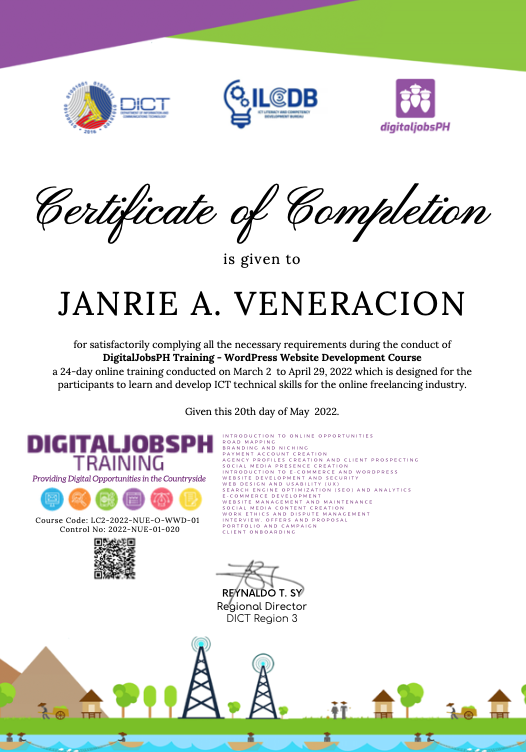 DICT
DEPARTMENT OF INFORMATION AND
COMMUNICATIONS TECHNOLOGY
2016
ILCDB
ICT LITERACY AND COMPETENCY
DEVELOPMENT BUREAU
digitaljobsPH
Certificate of Completion
is given to
JANRIE A. VENERACION
for satisfactorily complying all the necessary requirements during the conduct of
DigitalJobsPH Training - WordPress Website Development Course
a 24-day online training conducted on March 2 to April 29, 2022 which is designed for the
participants to learn and develop ICT technical skills for the online freelancing industry.
Given this 20th day of May 2022.
DIGITALJOBSPH
TRAINING
Providing Digital Opportunities in the Countryside
Course Code: LC2-2022-NUE-O-WWD-01
Control No: 2022-NUE-01-020
INTRODUCTION TO ONLINE OPPORTUNITIES
ROAD MAPPING
BRANDING AND NICHING
PAYMENT ACCOUNT CREATION
AGENCY PROFILES CREATION AND CLIENT PROSPECTING
SOCIAL MEDIA PRESENCE CREATION
INTRODUCTION TO E-COMMERCE AND WORDPRESS
WEBSITE DEVELOPMENT AND SECURITY
WEB DESIGN AND USABILITY (UX)
SEARCH ENGINE OPTIMIZATION (SEO) AND ANALYTICS
E-COMMERCE DEVELOPMENT
WEBSITE MANAGEMENT AND MAINTENANCE
SOCIAL MEDIA CONTENT CREATION
WORK ETHICS AND DISPUTE MANAGEMENT
INTERVIEW: OFFERS AND PROPOSAL
PORTFOLIO AND CAMPAIGN
CLIENT ONBOARDING
REYNALDO T. SY
Regional Director
DICT Region 3